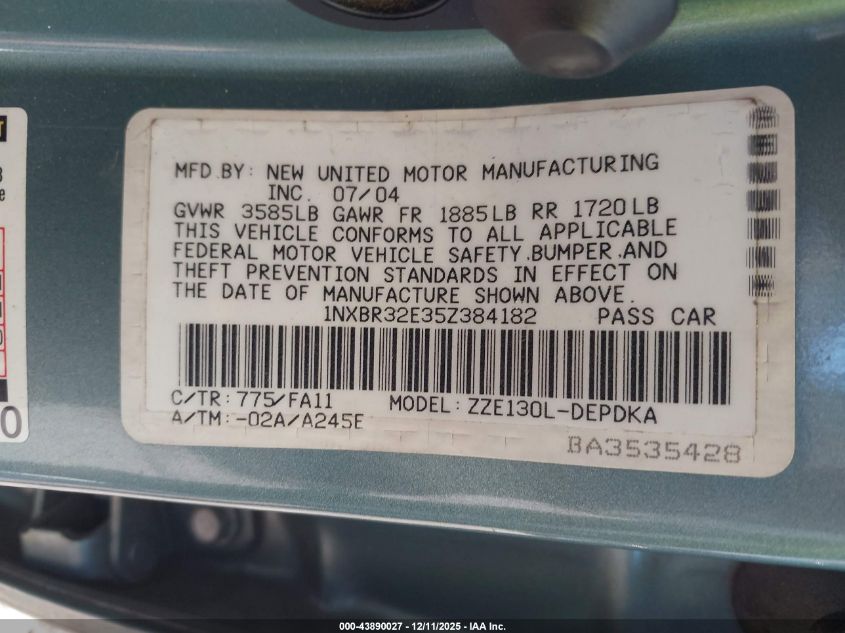 MFD.BY: NEW UNITED MOTOR MANUFACTURING
INC. 07/04
GVWR 3585LB GAWR FR 1885LB RR 1720LB
THIS VEHICLE CONFORMS TO ALL APPLICABLE
FEDERAL MOTOR VEHICLE SAFETY.BUMPER.AND
THEFT PREVENTION STANDARDS IN EFFECT ON
THE DATE OF MANUFACTURE SHOWN ABOVE.
1NXBR32E35Z384182 PASS CAR
C/TR: 775/FA11 MODEL: ZZE130L-DEPDKA
A/TM: -02A/A245E
BA3535428
000-43890027 - 12/11/2025 - IAA Inc.